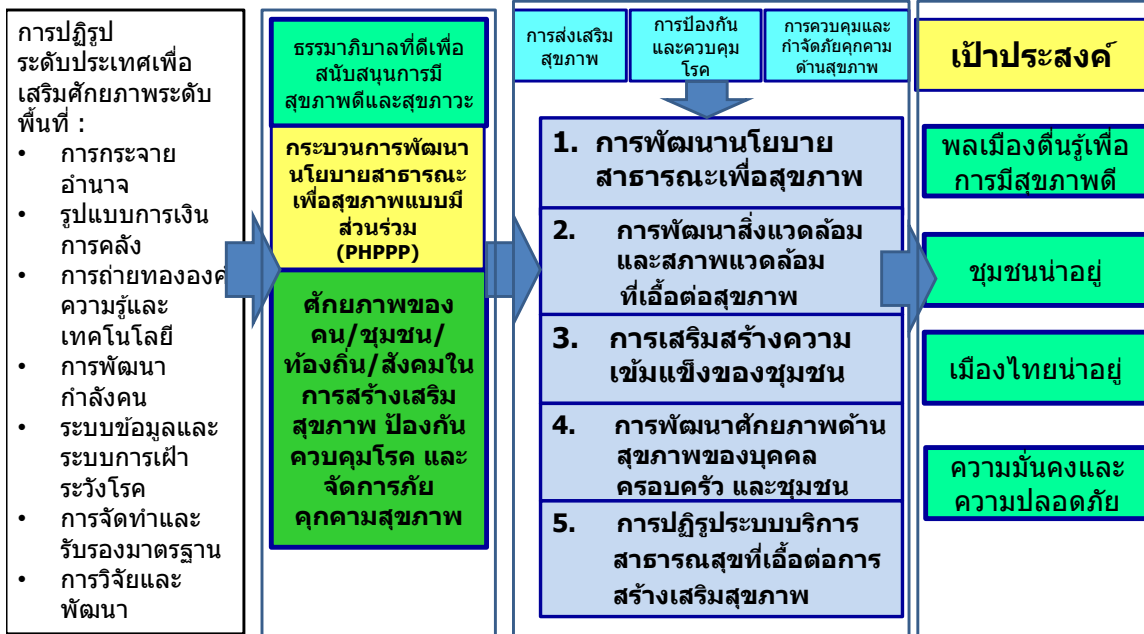 การปฏิรูป
ระดับประเทศเพื่อ
เสริมศักยภาพระดับ
พื้นที่ :
• การกระจาย
อำนาจ
• รูปแบบการเงิน
การคลัง
• การถ่ายทององค์
ความรู้และ
เทคโนโลยี
• การพัฒนา
กำลังคน
• ระบบข้อมูลและ
ระบบการเฝ้า
ระวังโรค
• การจัดทำและ
รับรองมาตรฐาน
• การวิจัยและ
พัฒนา
ธรรมาภิบาลที่ดีเพื่อ
สนับสนุนการมี
สุขภาพดีและสุขภาวะ
กระบวนการพัฒนา
นโยบายสาธารณะ
เพื่อสุขภาพแบบมี
ส่วนร่วม
(PHPPP)
ศักยภาพของ
คน/ชุมชน/
ท้องถิ่น/สังคมใน
การสร้างเสริม
สุขภาพ ป้องกัน
ควบคุมโรค และ
จัดการภัย
คุกคามสุขภาพ
การส่งเสริม
สุขภาพ
การป้องกัน
และควบคุม
โรค
การควบคุมและ
กำจัดภัยคุกคาม
ด้านสุขภาพ
1. การพัฒนานโยบาย
สาธารณะเพื่อสุขภาพ
2. การพัฒนาสิ่งแวดล้อม
และสภาพแวดล้อม
ที่เอื้อต่อสุขภาพ
3. การเสริมสร้างความ
เข้มแข็งของชุมชน
4. การพัฒนาศักยภาพด้าน
สุขภาพของบุคคล
ครอบครัว และชุมชน
5. การปฏิรูประบบบริการ
สาธารณสุขที่เอื้อต่อการ
สร้างเสริมสุขภาพ
เป้าประสงค์
พลเมืองตื่นรู้เพื่อ
การมีสุขภาพดี
ชุมชนน่าอยู่
เมืองไทยน่าอยู่
ความมั่นคงและ
ความปลอดภัย